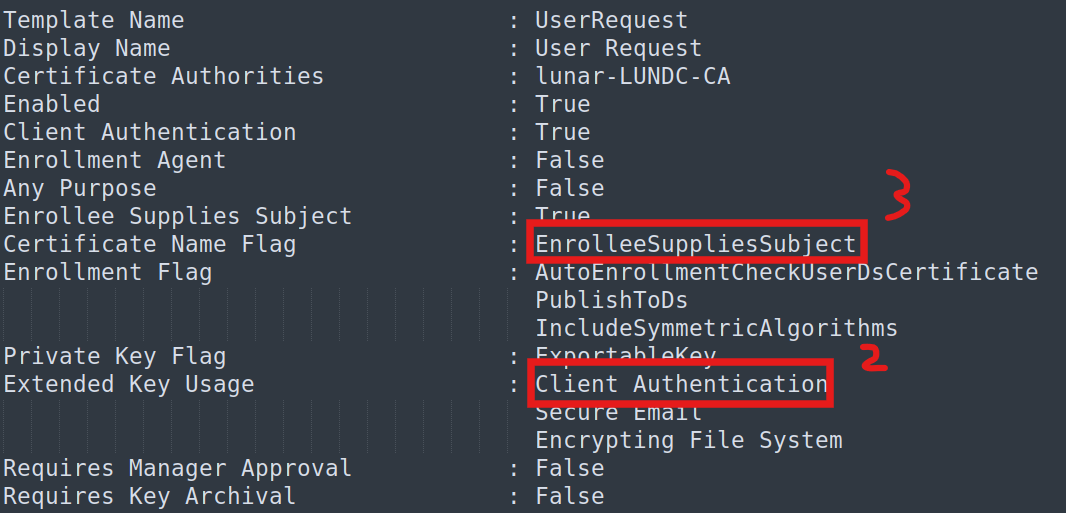 Template Name : UserRequest
Display Name : User Request
Certificate Authorities : lunar-LUNDC-CA
Enabled : True
Client Authentication : True
Enrollment Agent : False
Any Purpose : False
3
Enrollee Supplies Subject : True
Certificate Name Flag : EnrolleeSuppliesSubject
Enrollment Flag : AutoEnrollmentCheckUserDsCertificate
PublishToDs
IncludeSymmetricAlgorithms
Private Key Flag : ExportableKey
2
Extended Key Usage : Client Authentication
Secure Email
Encrypting File System
Requires Manager Approval : False
Requires Key Archival : False